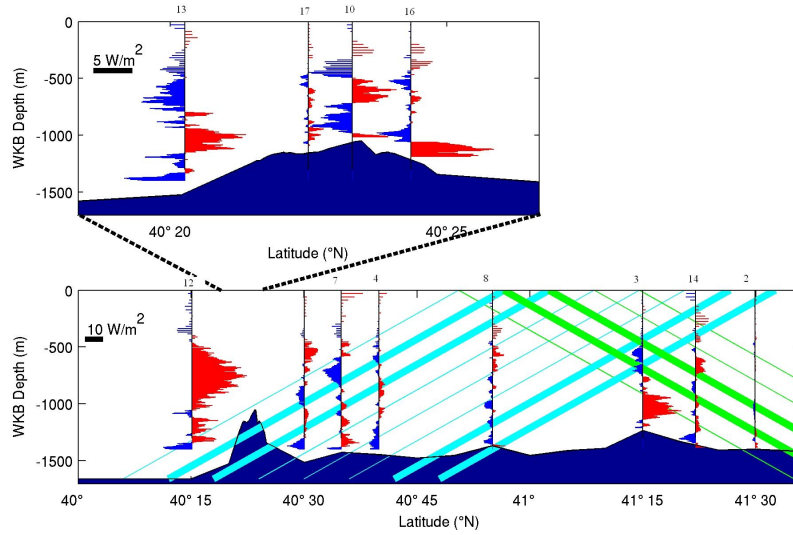 13 17 10 16
0
5 W/m2
-500
-1000
-1500
WKB Depth (m)
40° 20 40° 25
Latitude (°N)
12 7 4 8 3 14 2
0
10 W/m2
-500
-1000
-1500
WKB Depth (m)
40° 40° 15 40° 30 40° 45 41° 41° 15 41° 30
Latitude (°N)